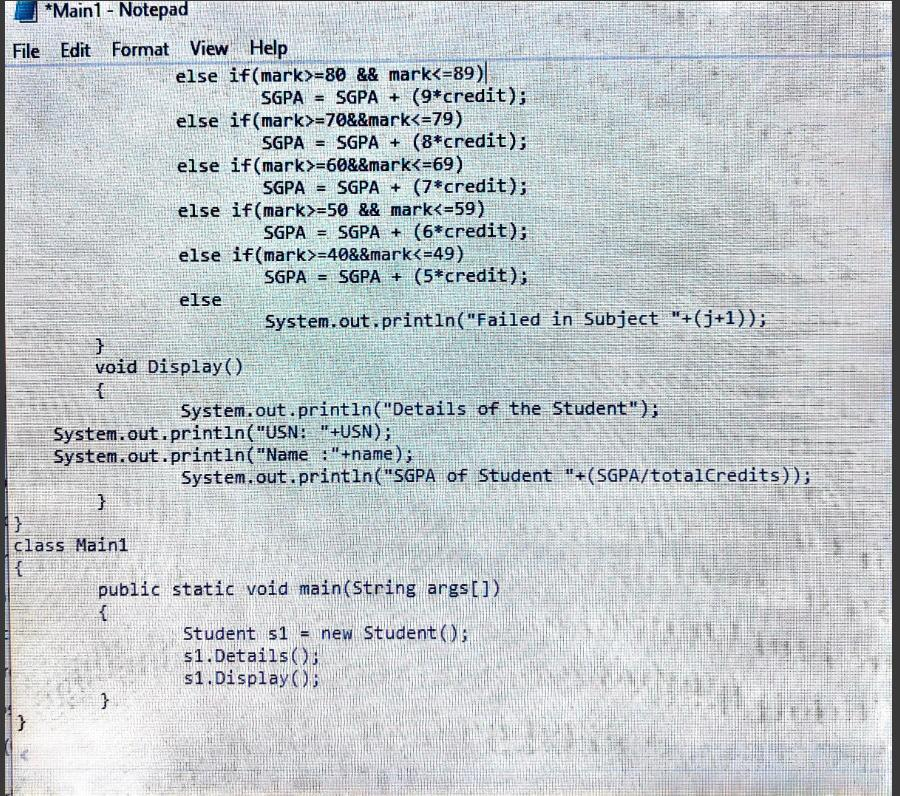 *Main1 - Notepad
File Edit Format View Help
else if(mark>=80 && mark<=89)
SGPA = SGPA + (9*credit);
else if(mark>=70&&mark<=79)
SGPA = SGPA + (8*credit);
else if(mark>=60&&mark<=69)
SGPA = SGPA + (7*credit);
else if(mark>=50 && mark<=59)
SGPA = SGPA + (6*credit);
else if(mark>=40&&mark<=49)
SGPA = SGPA + (5*credit);
else
System.out.println("Failed in Subject "+(j+1));
}
void Display()
{
System.out.println("Details of the Student");
System.out.println("USN: "+USN);
System.out.println("Name :"+name);
System.out.println("SGPA of Student "+(SGPA/totalCredits));
}
}
class Main1
{
public static void main(String args[])
{
Student s1 = new Student();
s1.Details();
s1.Display();
}
}
<